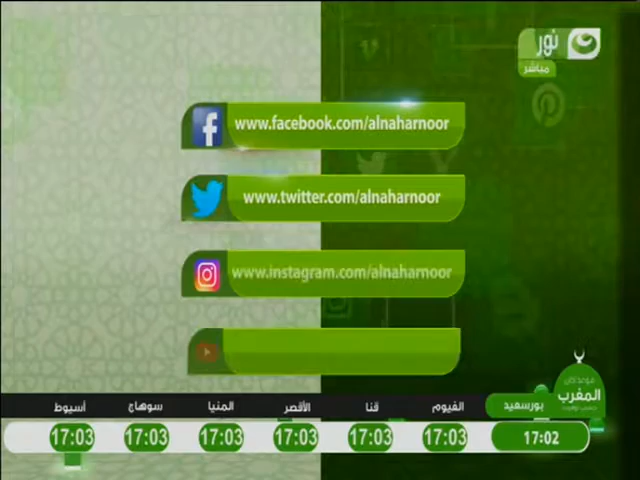 نور
مباشر
www.facebook.com/alnaharnoor
www.twitter.com/alnaharnoor
www.instagram.com/alnaharnoor
المغرب
بورسعيد
الفيوم
قنا
الأقصر
المنيا
سوهاج
أسيوط
17:02
17:03
17:03
17:03
17:03
17:03
17:03